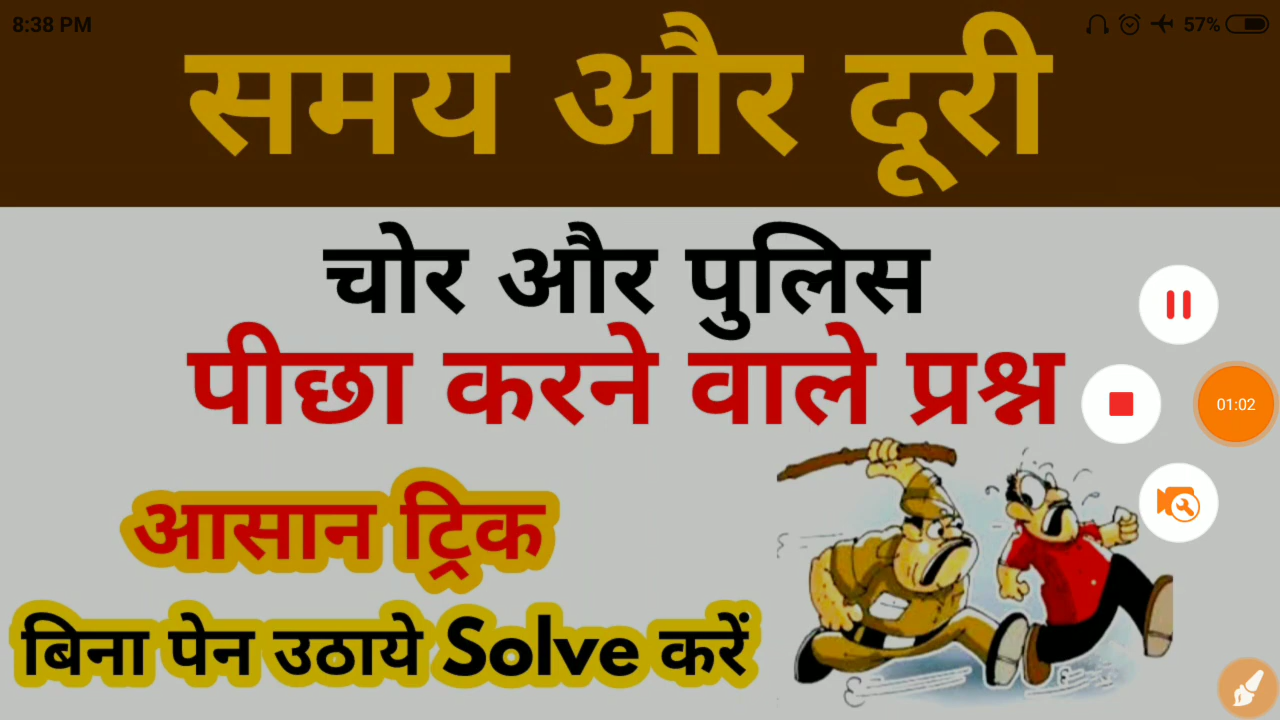 8:38 PM
57%
समय और दूरी
चोर और पुलिस
पीछा करने वाले प्रश्न
01:02
आसान ट्रिक
बिना पेन उठाये Solve करें